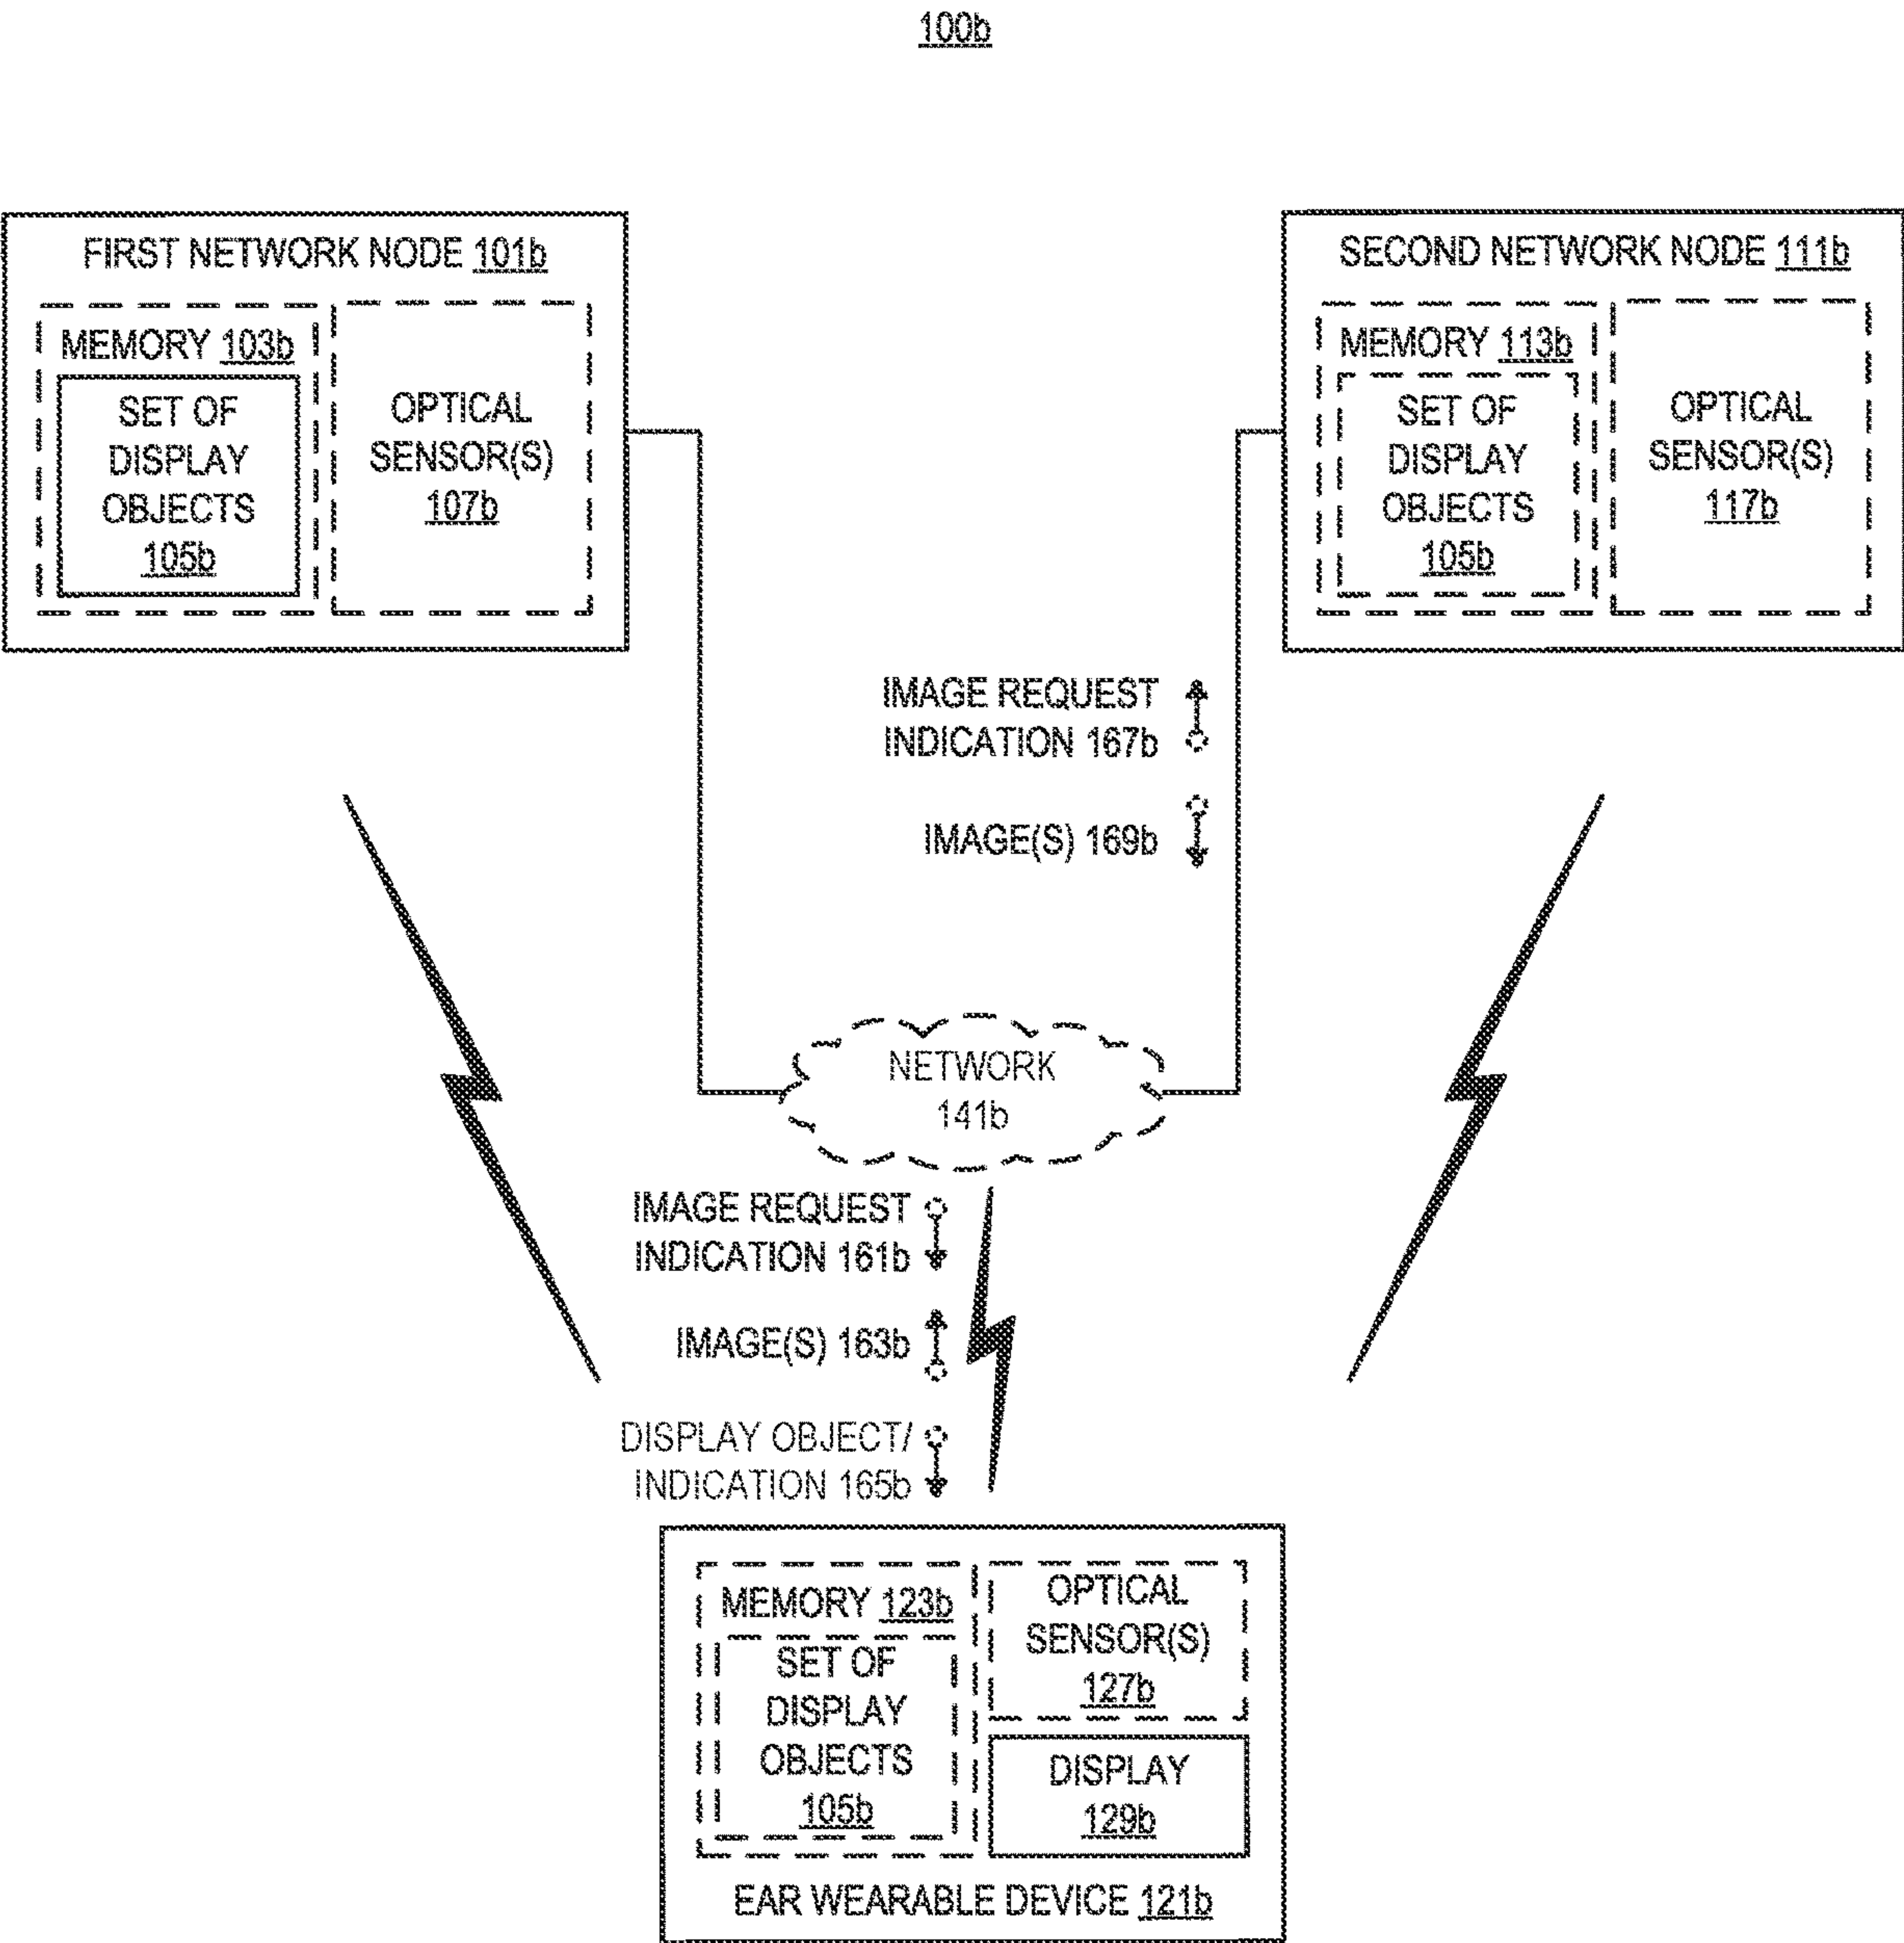 100b
FIRST NETWORK NODE 101b
MEMORY 103b
SET OF
DISPLAY
OBJECTS
105b
OPTICAL
SENSOR(S)
107b
SECOND NETWORK NODE 111b
MEMORY 113b
SET OF
DISPLAY
OBJECTS
105b
OPTICAL
SENSOR(S)
117b
IMAGE REQUEST
INDICATION 167b
IMAGE(S) 169b
NETWORK
141b
IMAGE REQUEST
INDICATION 161b
IMAGE(S) 163b
DISPLAY OBJECT/
INDICATION 165b
MEMORY 123b
SET OF
DISPLAY
OBJECTS
105b
OPTICAL
SENSOR(S)
127b
DISPLAY
129b
EAR WEARABLE DEVICE 121b